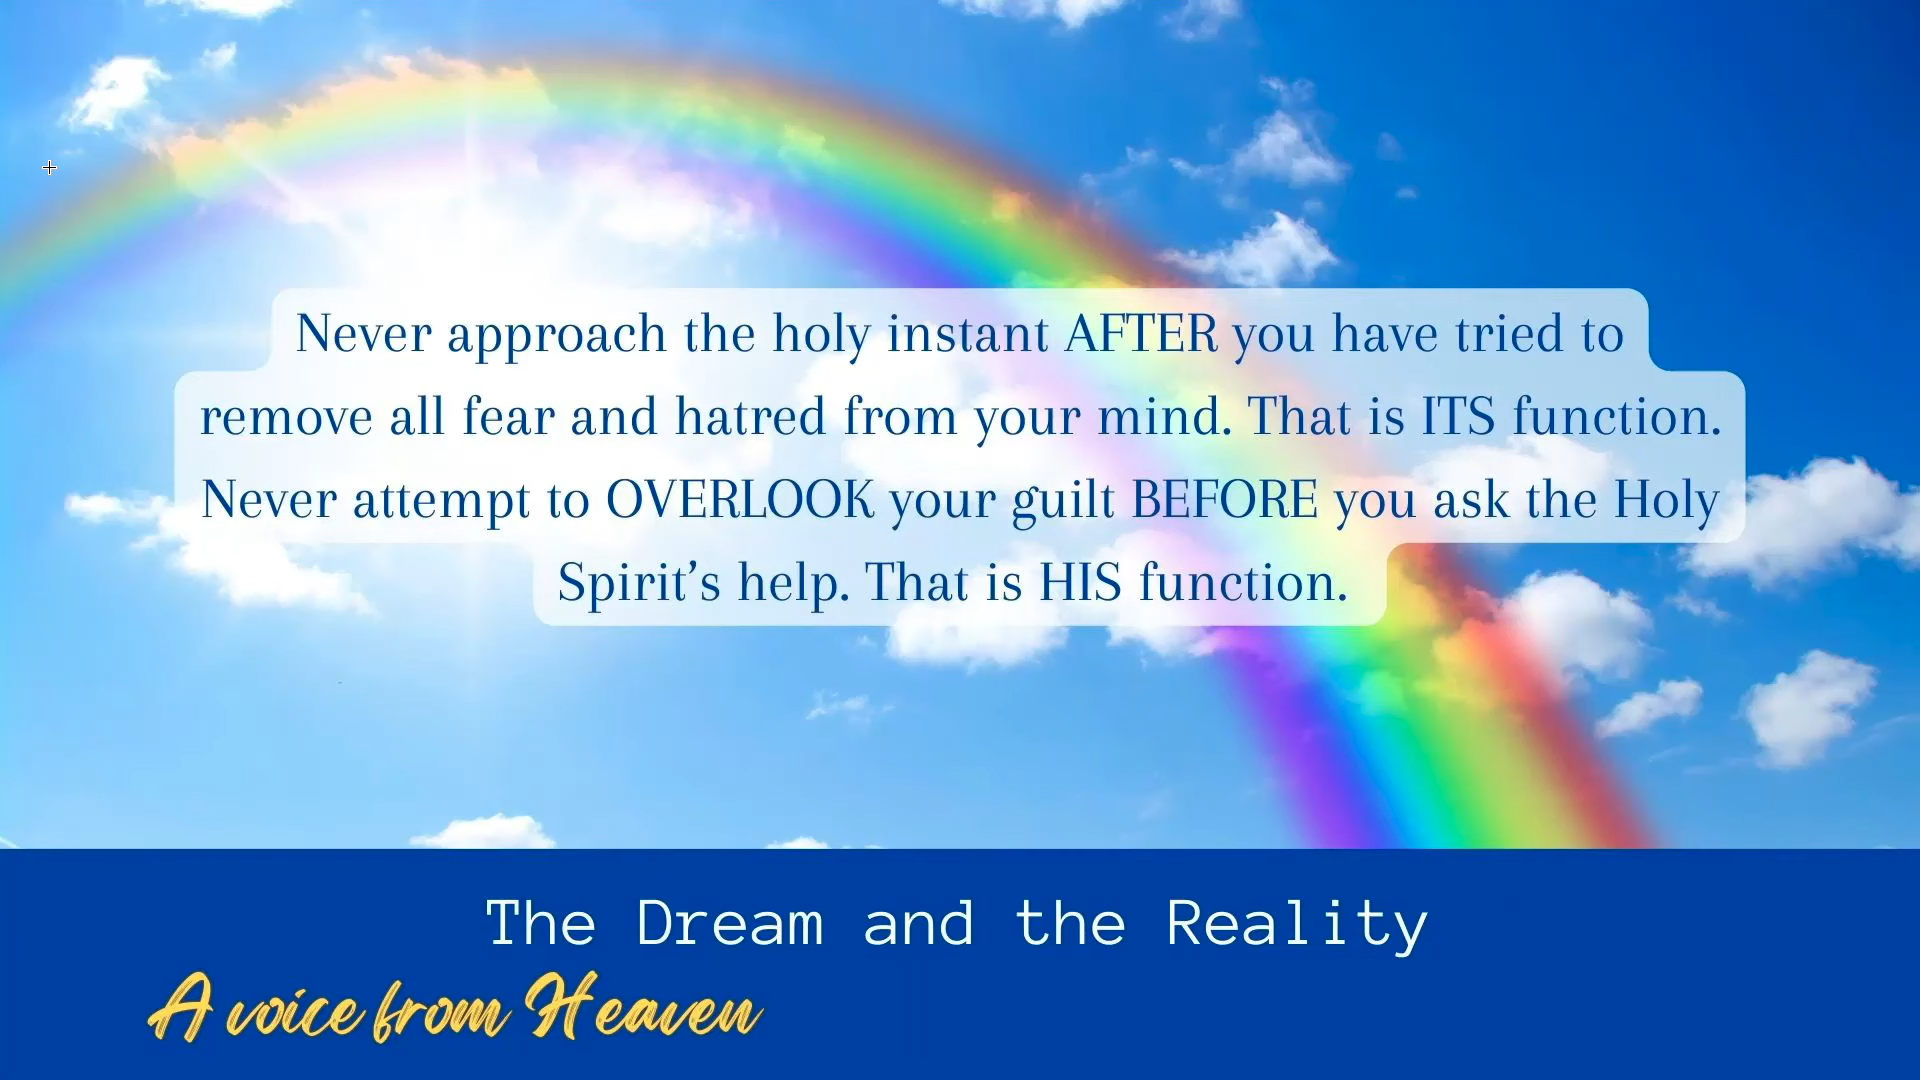 Never approach the holy instant AFTER you have tried to
remove all fear and hatred from your mind. That is ITS function.
Never attempt to OVERLOOK your guilt BEFORE you ask the Holy
Spirit’s help. That is HIS function.
The Dream and the Reality
A voice from Heaven